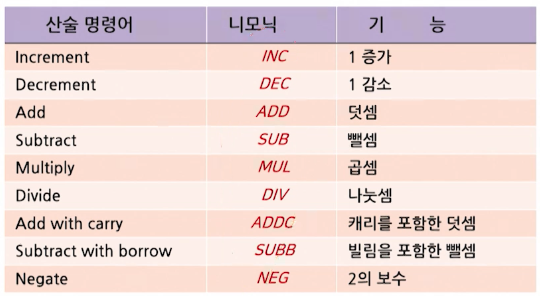 산술 명령어 니모닉 기 능
Increment INC 1 증가
Decrement DEC 1 감소
Add ADD 덧셈
Subtract SUB 뺄셈
Multiply MUL 곱셈
Divide DIV 나눗셈
Add with carry ADDC 캐리를 포함한 덧셈
Subtract with borrow SUBB 빌림을 포함한 뺄셈
Negate NEG 2의 보수